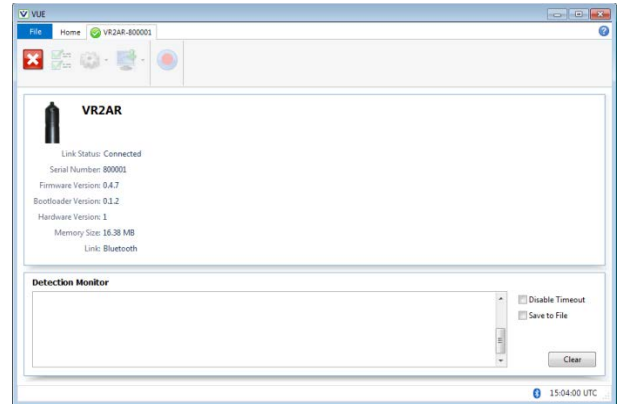 VUE
File Home VR2AR-800001
VR2AR
Link Status: Connected
Serial Number: 800001
Firmware Version: 0.4.7
Bootloader Version: 0.1.2
Hardware Version: 1
Memory Size: 16.38 MB
Link: Bluetooth
Detection Monitor
Disable Timeout
Save to File
Clear
15:04:00 UTC